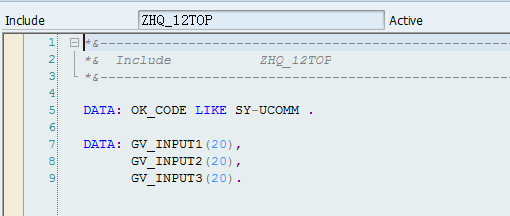 Include ZHQ_12TOP Active
1 *&---------------------------------------------------------------------
2 *&  Include           ZHQ_12TOP
3 *&---------------------------------------------------------------------
4
5 DATA: OK_CODE LIKE SY-UCOMM .
6
7 DATA: GV_INPUT1(20),
8       GV_INPUT2(20),
9       GV_INPUT3(20).